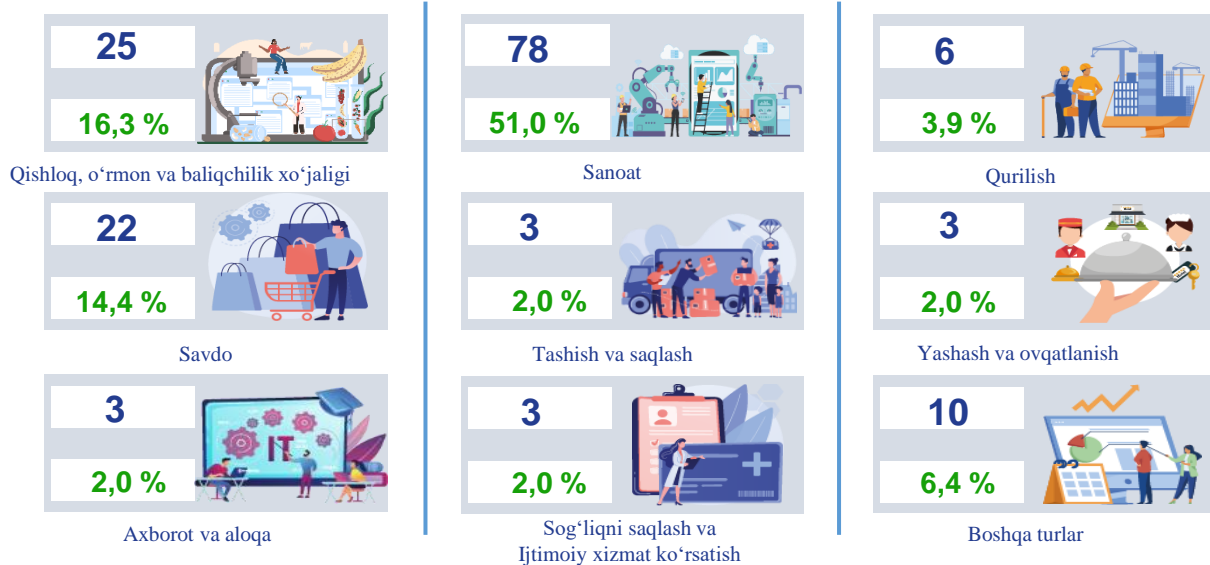 25
16,3 %
Qishloq, o‘rmon va baliqchilik xo‘jaligi
78
51,0 %
Sanoat
6
3,9 %
Qurilish
22
14,4 %
Savdo
3
2,0 %
Tashish va saqlash
3
2,0 %
Yashash va ovqatlanish
3
2,0 %
IT
Axborot va aloqa
3
2,0 %
Sog‘liqni saqlash va
Ijtimoiy xizmat ko‘rsatish
10
6,4 %
Boshqa turlar